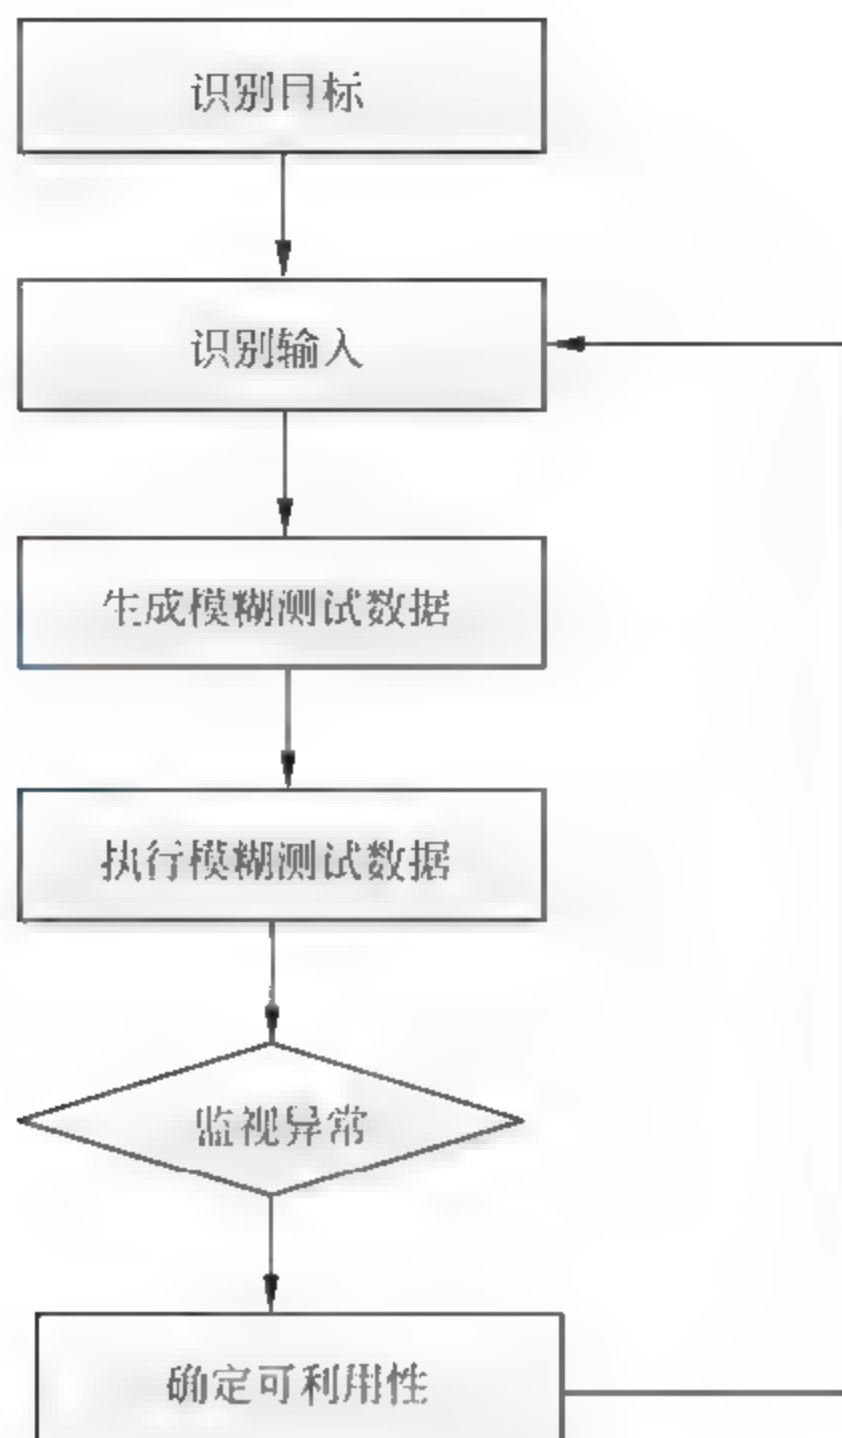 识别目标
识别输入
生成模糊测试数据
执行模糊测试数据
监视异常
确定可利用性